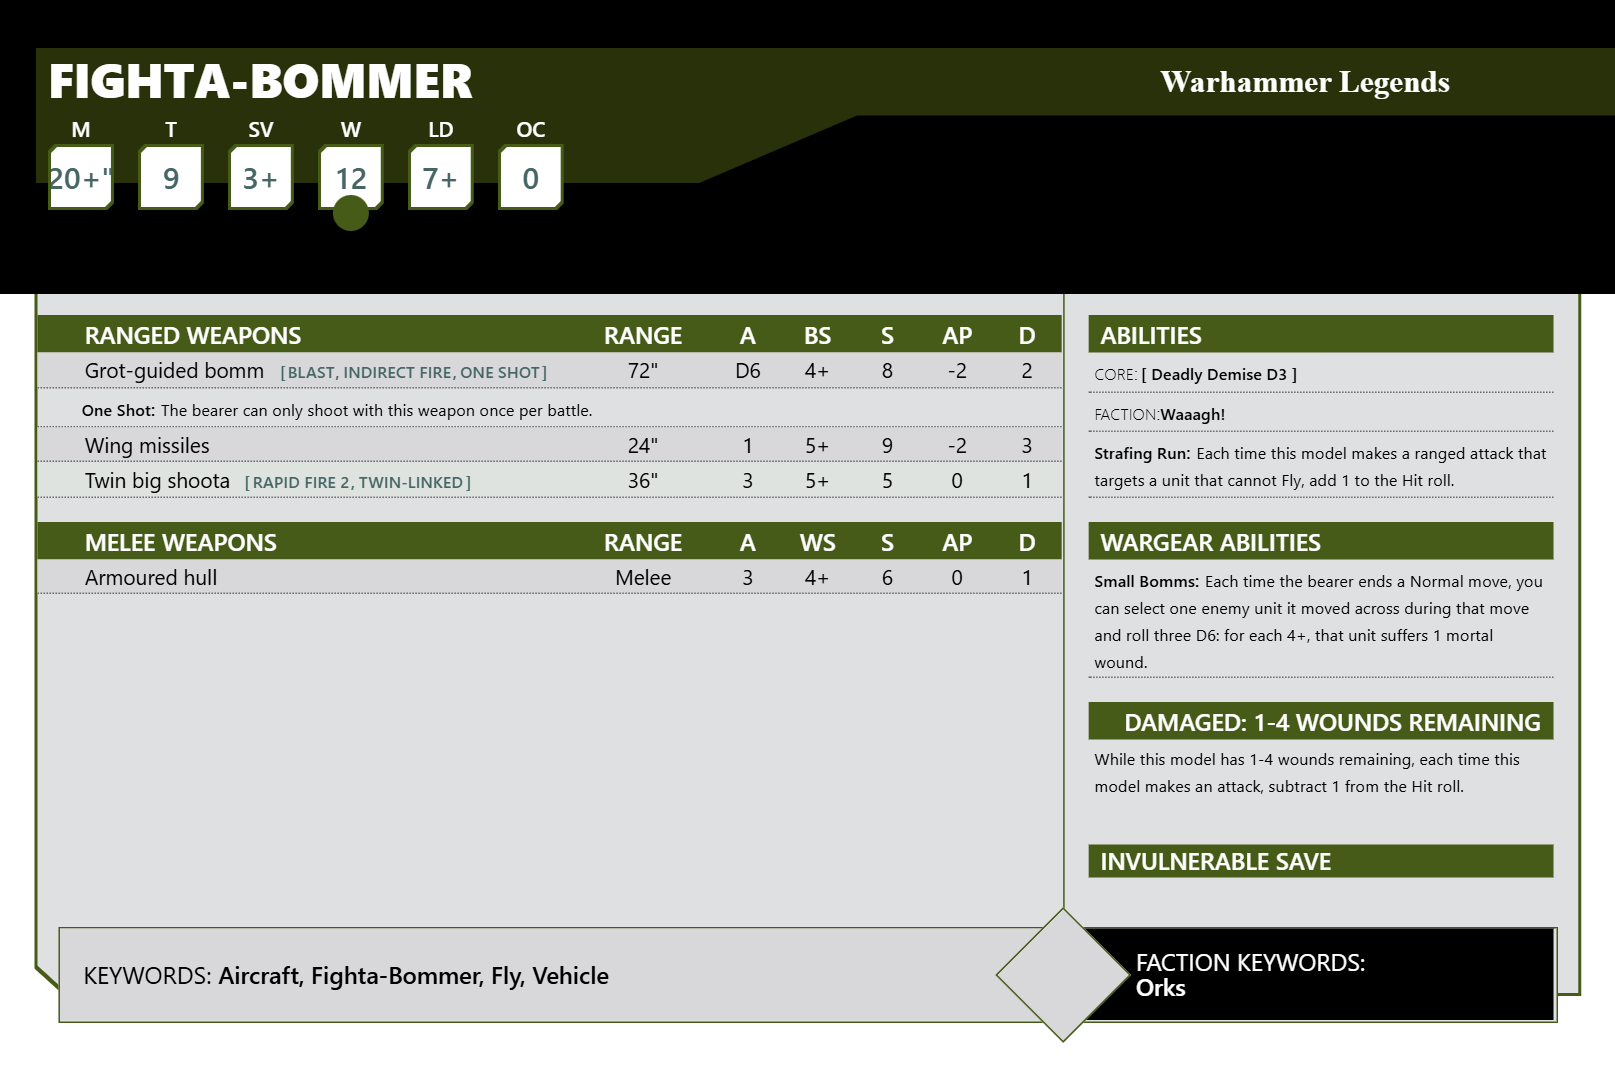 FIGHTA-BOMMER
Warhammer Legends
M T SV W LD OC
20+" 9 3+ 12 7+ 0
RANGED WEAPONS RANGE A BS S AP D
Grot-guided bomm [BLAST, INDIRECT FIRE, ONE SHOT] 72" D6 4+ 8 -2 2
One Shot: The bearer can only shoot with this weapon once per battle.
Wing missiles 24" 1 5+ 9 -2 3
Twin big shoota [RAPID FIRE 2, TWIN-LINKED] 36" 3 5+ 5 0 1
MELEE WEAPONS RANGE A WS S AP D
Armoured hull Melee 3 4+ 6 0 1
ABILITIES
CORE: [ Deadly Demise D3 ]
FACTION:Waaagh!
Strafing Run: Each time this model makes a ranged attack that
targets a unit that cannot Fly, add 1 to the Hit roll.
WARGEAR ABILITIES
Small Bomms: Each time the bearer ends a Normal move, you
can select one enemy unit it moved across during that move
and roll three D6: for each 4+, that unit suffers 1 mortal
wound.
DAMAGED: 1-4 WOUNDS REMAINING
While this model has 1-4 wounds remaining, each time this
model makes an attack, subtract 1 from the Hit roll.
INVULNERABLE SAVE
KEYWORDS: Aircraft, Fighta-Bommer, Fly, Vehicle
FACTION KEYWORDS:
Orks